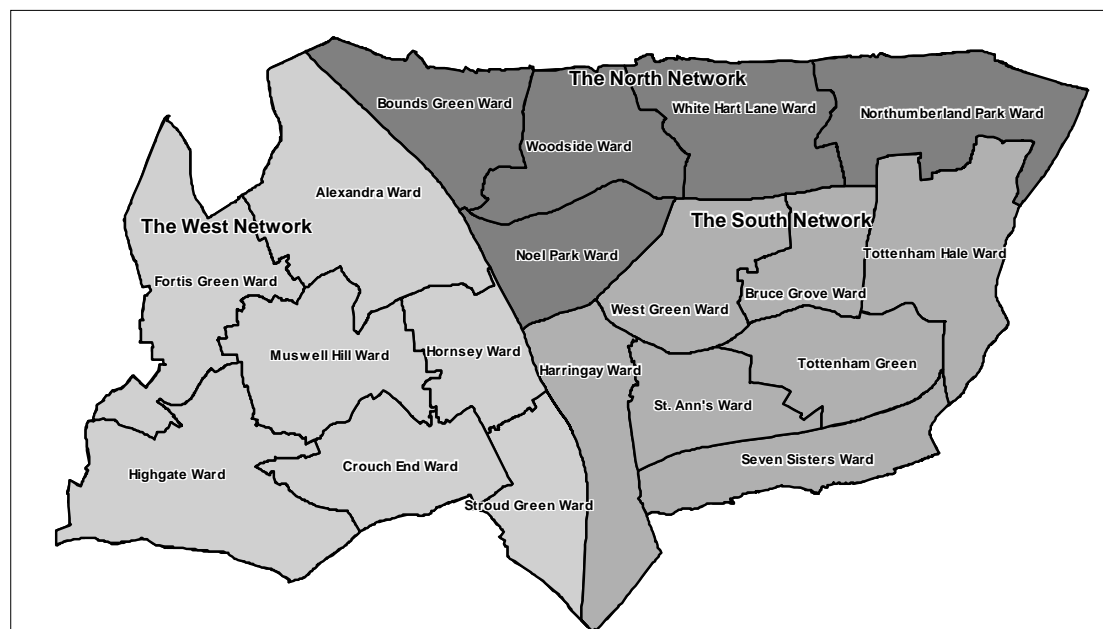 The North Network
Bounds Green Ward
White Hart Lane Ward
Northumberland Park Ward
Woodside Ward
Alexandra Ward
The West Network
The South Network
Noel Park Ward
Tottenham Hale Ward
Fortis Green Ward
Bruce Grove Ward
West Green Ward
Muswell Hill Ward
Hornsey Ward
Harringay Ward
Tottenham Green
St. Ann's Ward
Seven Sisters Ward
Crouch End Ward
Highgate Ward
Stroud Green Ward